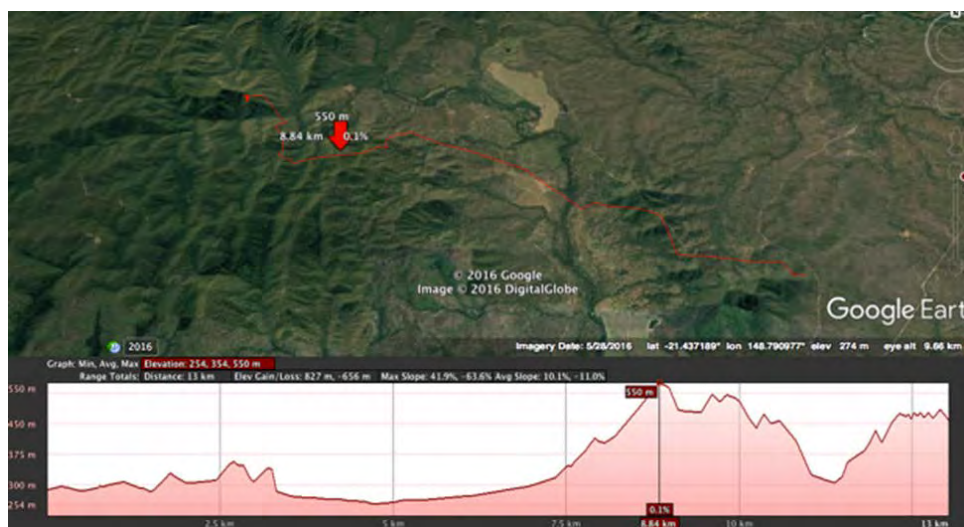 N
550 m
8.84 km 0.1%
© 2016 Google
Image © 2016 DigitalGlobe
Google Eart
2016
Imagery Date: 5/28/2016 lat -21.437189° lon 148.790977° elev 274 m eye alt 9.66 km
Graph: Min, Avg, Max Elevation: 254, 354, 550 m
Range Totals: Distance: 13 km Elev Gain/Loss: 827 m, -656 m Max Slope: 41.9%, -63.6% Avg Slope: 10.1%, -11.0%
550 m
550 m
450 m
375 m
300 m
254 m
0.1%
2.5 km 5 km 7.5 km 8.84 km 10 km 13 km